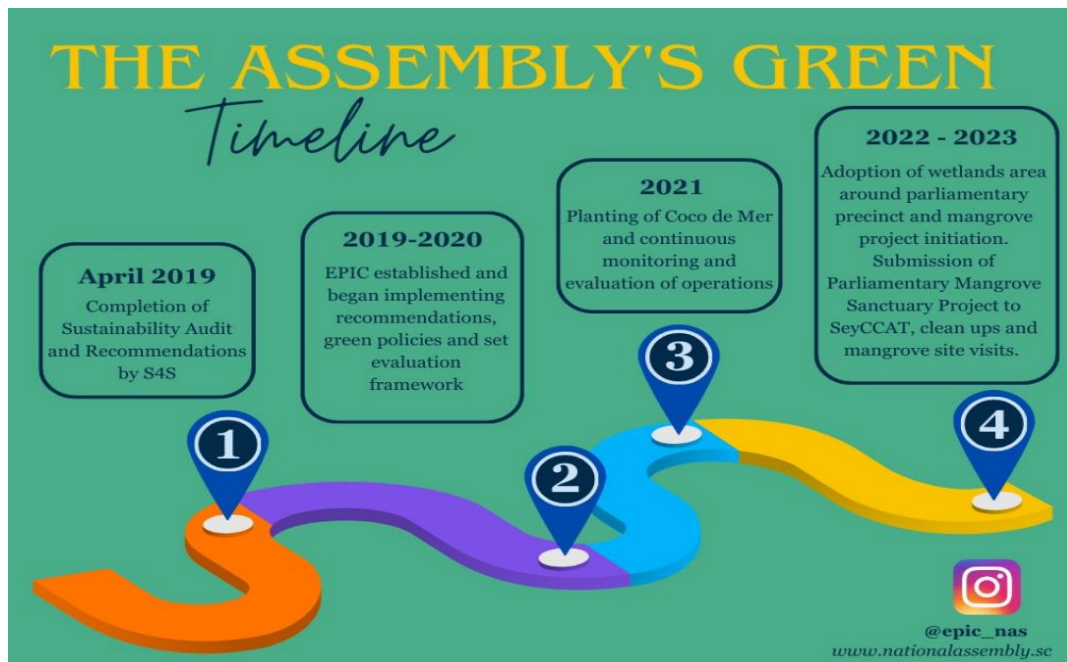 THE ASSEMBLY'S GREEN
Timeline
April 2019
Completion of
Sustainability Audit
and Recommendations
by S4S
2019-2020
EPIC established and
began implementing
recommendations,
green policies and set
evaluation
framework
2021
Planting of Coco de Mer
and continuous
monitoring and
evaluation of operations
2022 - 2023
Adoption of wetlands area
around parliamentary
precinct and mangrove
project initiation.
Submission of
Parliamentary Mangrove
Sanctuary Project to
SeyCCAT, clean ups and
mangrove site visits.
1
2
3
4
@epic_nas
www.nationalassembly.sc